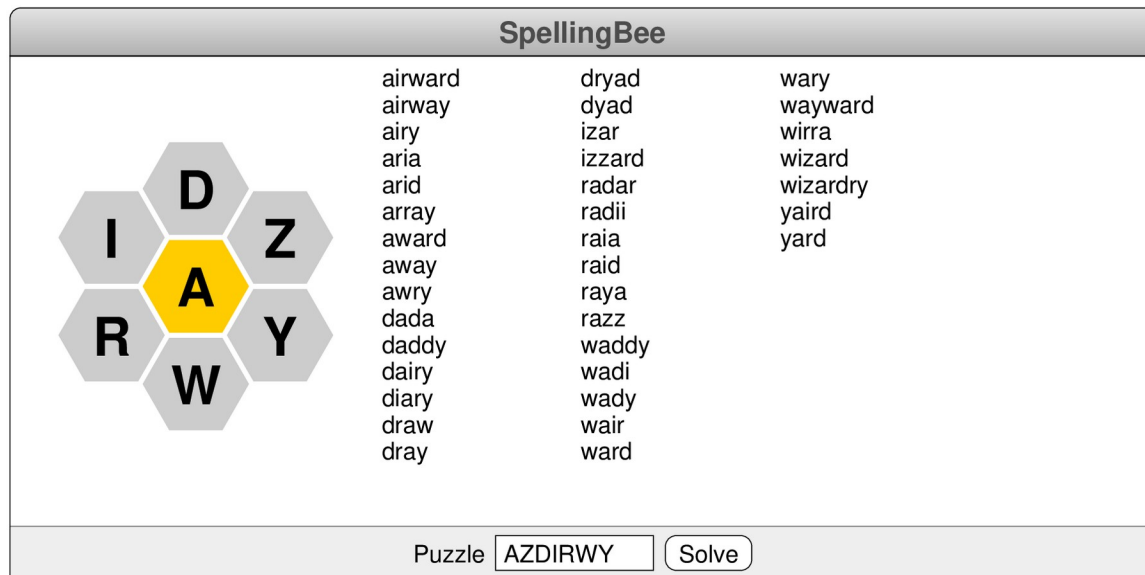 SpellingBee
D
I
Z
A
R
Y
W
airward
airway
airy
aria
arid
array
award
away
awry
dada
daddy
dairy
diary
draw
dray
dryad
dyad
izar
izzard
radar
radii
raia
raid
raya
razz
waddy
wadi
wady
wair
ward
wary
wayward
wirra
wizard
wizardry
yaird
yard
Puzzle AZDIRWY Solve